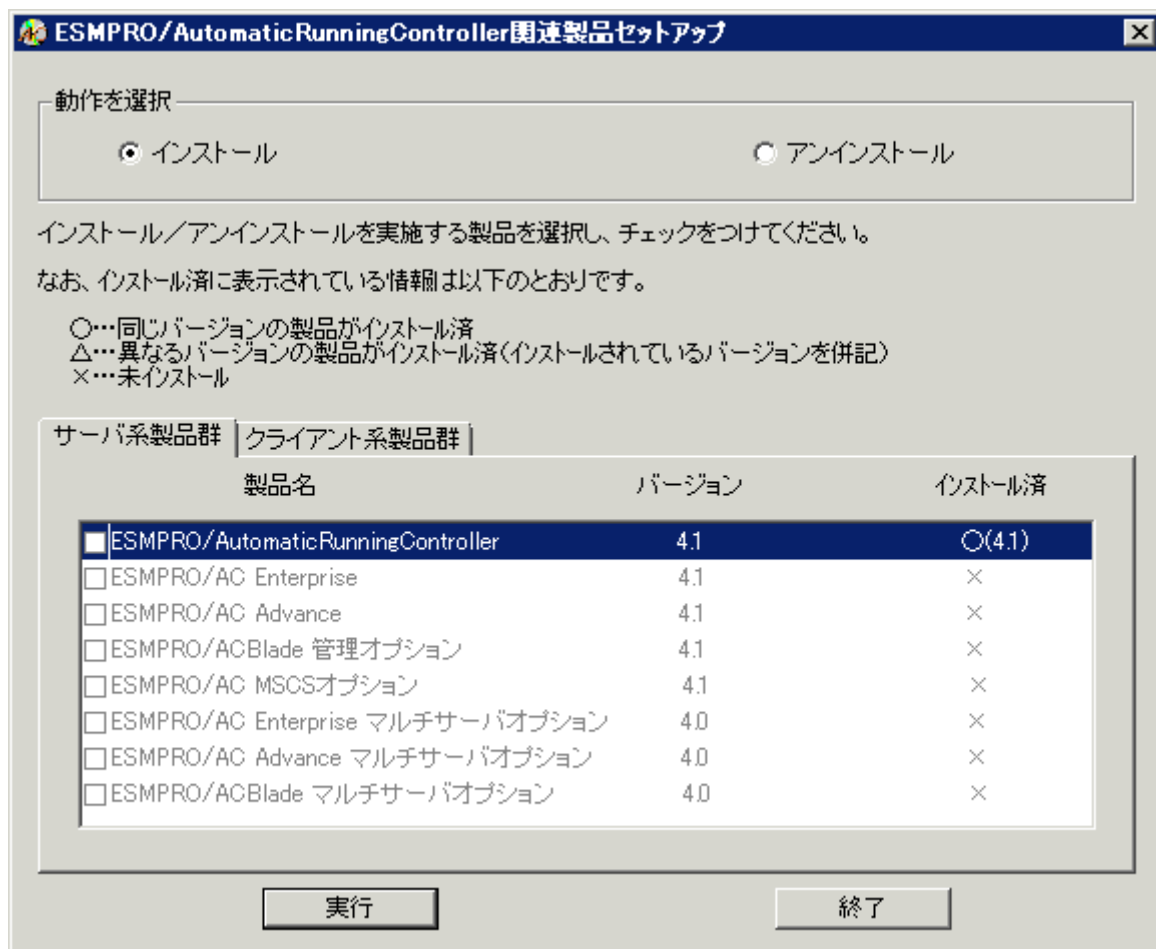 ESMPRO/AutomaticRunningController関連製品セットアップ
動作を選択
インストール アンインストール
インストール／アンインストールを実施する製品を選択し、チェックをつけてください。
なお、インストール済に表示されている情報は以下のとおりです。
○…同じバージョンの製品がインストール済
△…異なるバージョンの製品がインストール済(インストールされているバージョンを併記)
×…未インストール
サーバ系製品群 クライアント系製品群
製品名 バージョン インストール済
ESMPRO/AutomaticRunningController 4.1 ○(4.1)
ESMPRO/AC Enterprise 4.1 ×
ESMPRO/AC Advance 4.1 ×
ESMPRO/ACBlade 管理オプション 4.1 ×
ESMPRO/AC MSCSオプション 4.1 ×
ESMPRO/AC Enterprise マルチサーバオプション 4.0 ×
ESMPRO/AC Advance マルチサーバオプション 4.0 ×
ESMPRO/ACBlade マルチサーバオプション 4.0 ×
実行 終了